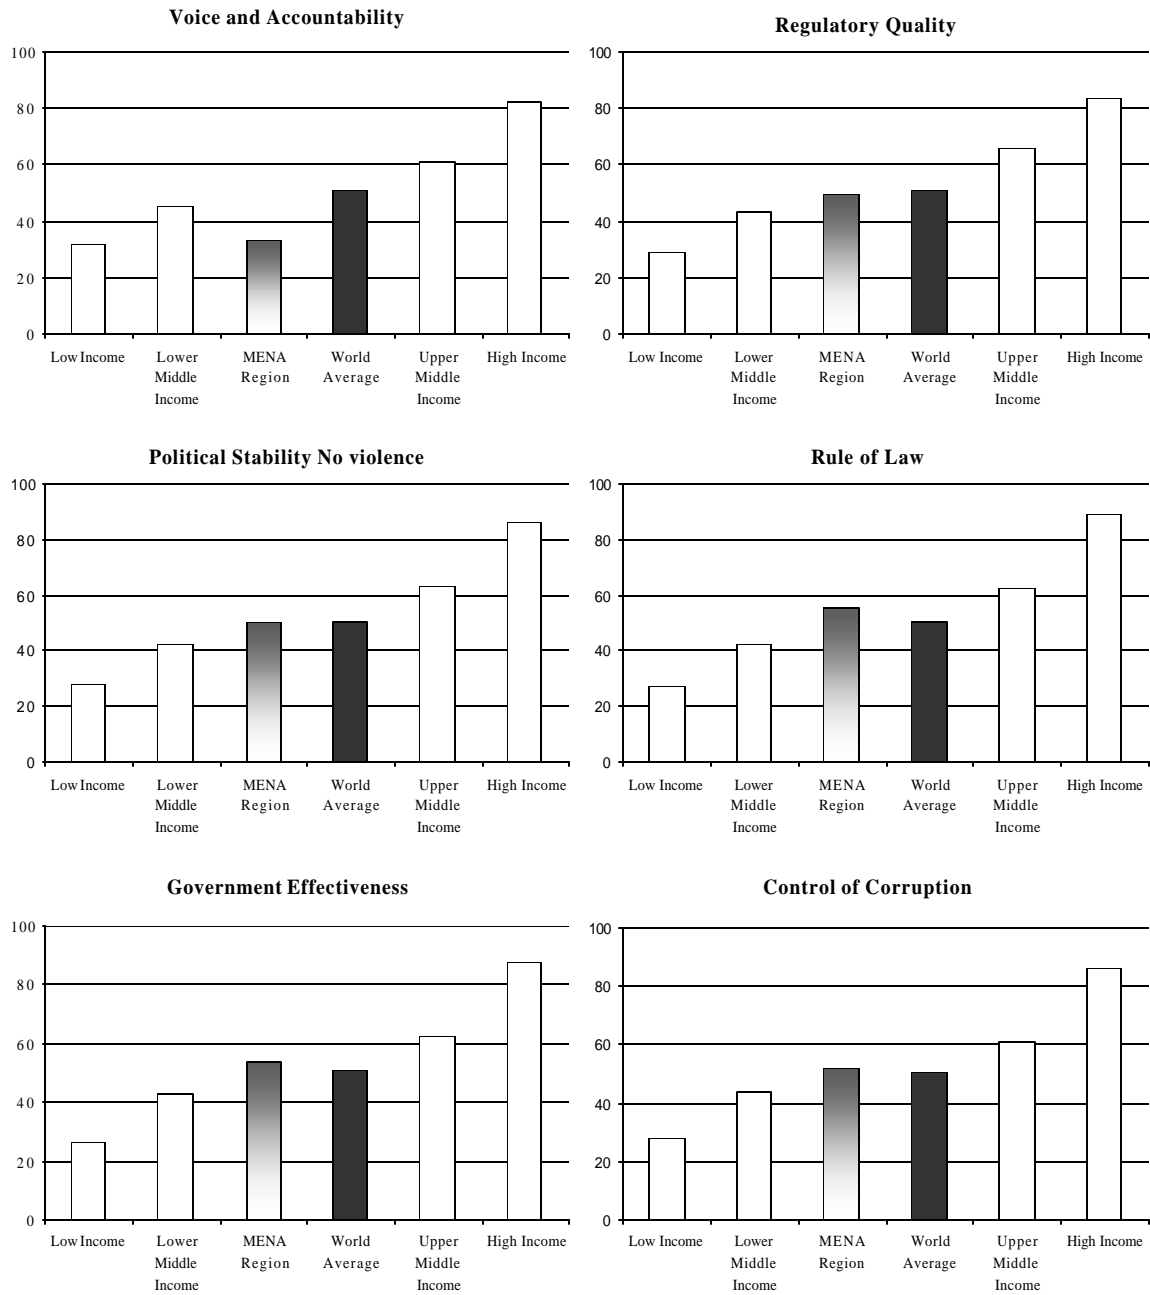 Voice and Accountability
100
80
60
40
20
0
Low Income
Lower
Middle
Income
MENA
Region
World
Average
Upper
Middle
Income
High Income
Regulatory Quality
100
80
60
40
20
0
Low Income
Lower
Middle
Income
MENA
Region
World
Average
Upper
Middle
Income
High Income
Political Stability No violence
100
80
60
40
20
0
Low Income
Lower
Middle
Income
MENA
Region
World
Average
Upper
Middle
Income
High Income
Rule of Law
100
80
60
40
20
0
Low Income
Lower
Middle
Income
MENA
Region
World
Average
Upper
Middle
Income
High Income
Government Effectiveness
100
80
60
40
20
0
Low Income
Lower
Middle
Income
MENA
Region
World
Average
Upper
Middle
Income
High Income
Control of Corruption
100
80
60
40
20
0
Low Income
Lower
Middle
Income
MENA
Region
World
Average
Upper
Middle
Income
High Income